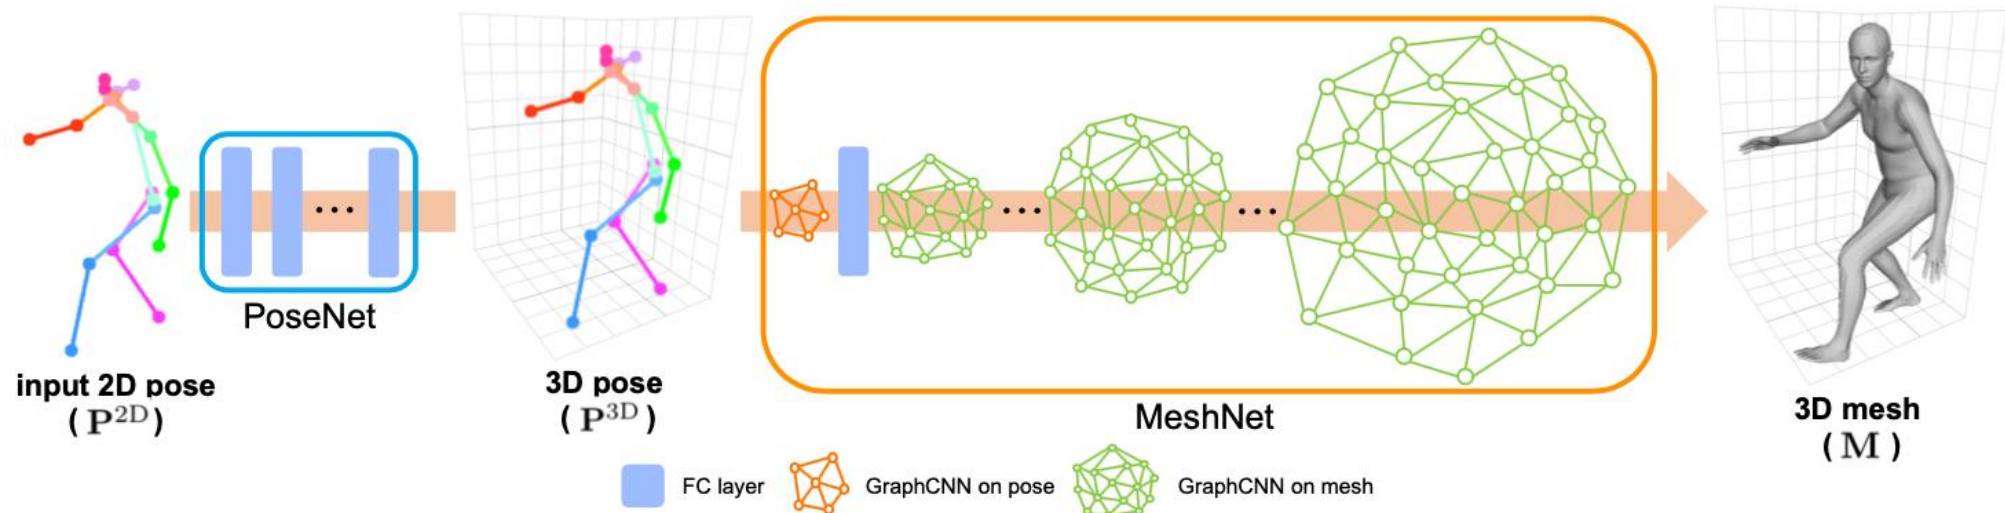 PoseNet
input 2D pose
( P^2D )
3D pose
( P^3D )
MeshNet
3D mesh
( M )
FC layer
GraphCNN on pose
GraphCNN on mesh